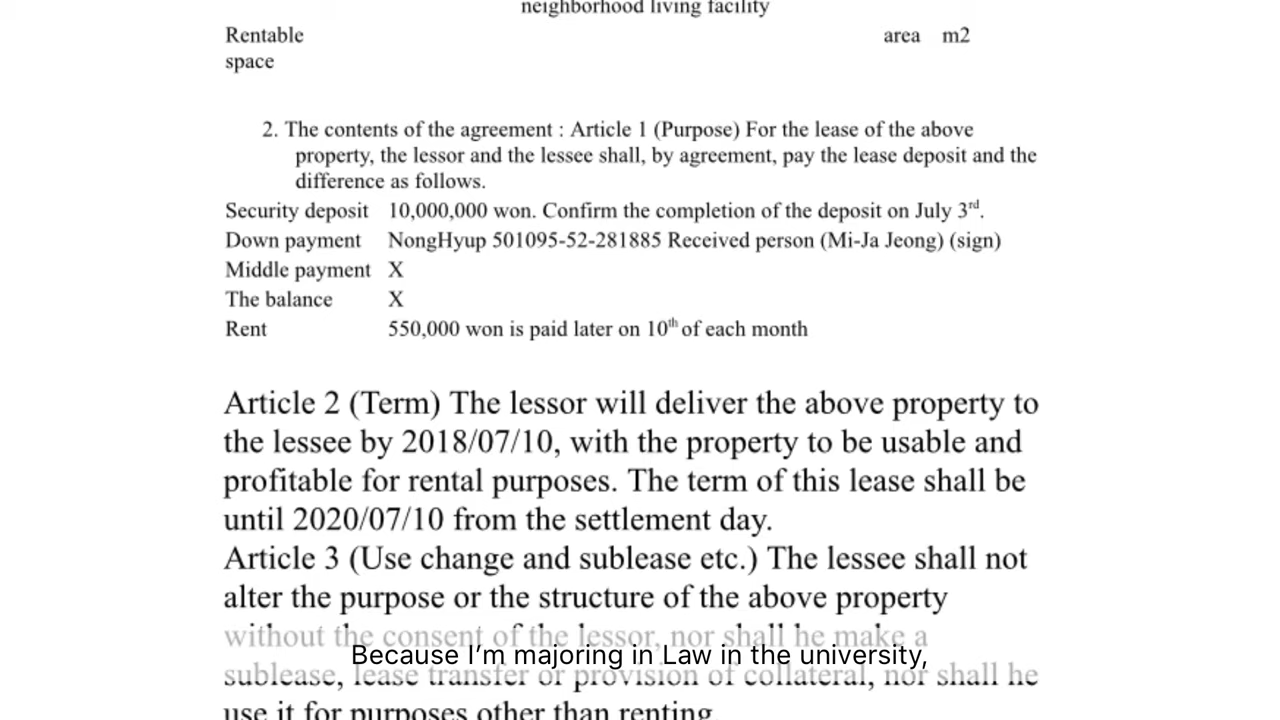 neighborhood living facility
Rentable area m2
space
2. The contents of the agreement : Article 1 (Purpose) For the lease of the above
property, the lessor and the lessee shall, by agreement, pay the lease deposit and the
difference as follows.
Security deposit 10,000,000 won. Confirm the completion of the deposit on July 3rd.
Down payment NongHyup 501095-52-281885 Received person (Mi-Ja Jeong) (sign)
Middle payment X
The balance X
Rent 550,000 won is paid later on 10th of each month
Article 2 (Term) The lessor will deliver the above property to
the lessee by 2018/07/10, with the property to be usable and
profitable for rental purposes. The term of this lease shall be
until 2020/07/10 from the settlement day.
Article 3 (Use change and sublease etc.) The lessee shall not
alter the purpose or the structure of the above property
without the consent of the lessor, nor shall he make a
Because I’m majoring in Law in the university,
sublease, lease transfer or provision of collateral, nor shall he
use it for purposes other than renting.